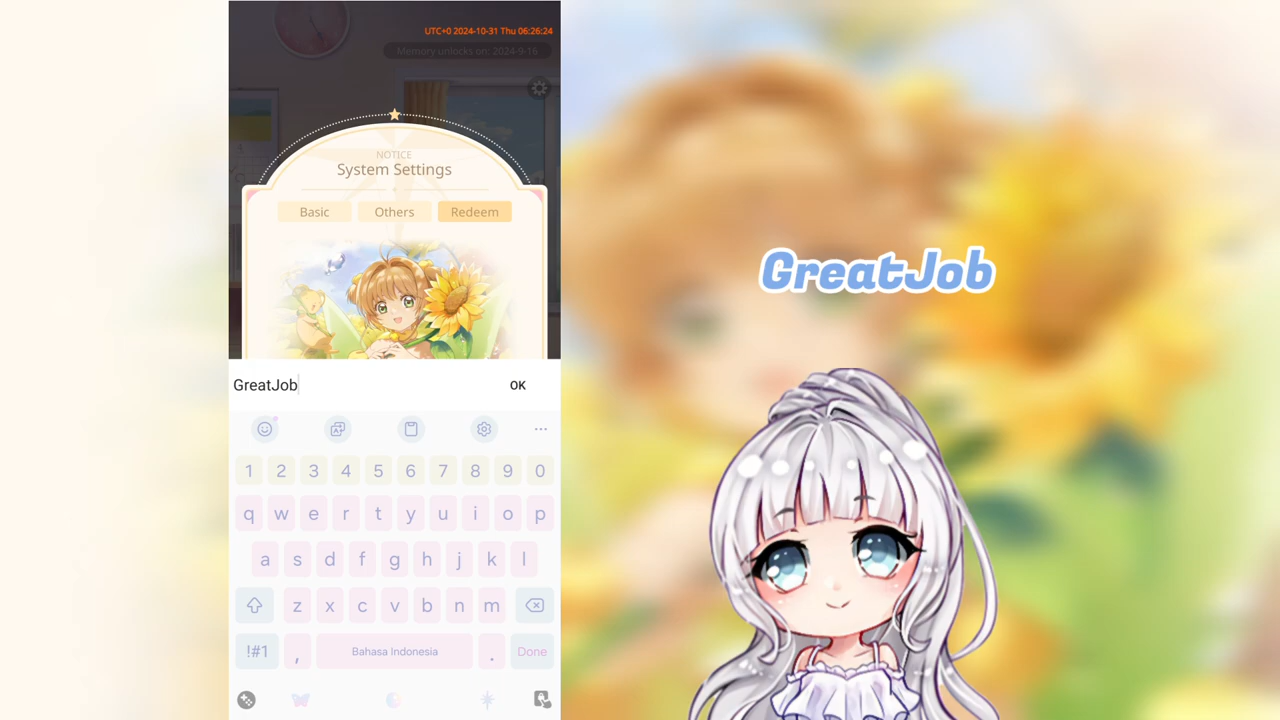 UTC+0 2024-10-31 Thu 06:26:24
Memory unlocks on: 2024-9-16
NOTICE
System Settings
Basic Others Redeem
GreatJob
GreatJob OK
1 2 3 4 5 6 7 8 9 0
q w e r t y u i o p
a s d f g h j k l
z x c v b n m
!#1 , Bahasa Indonesia . Done